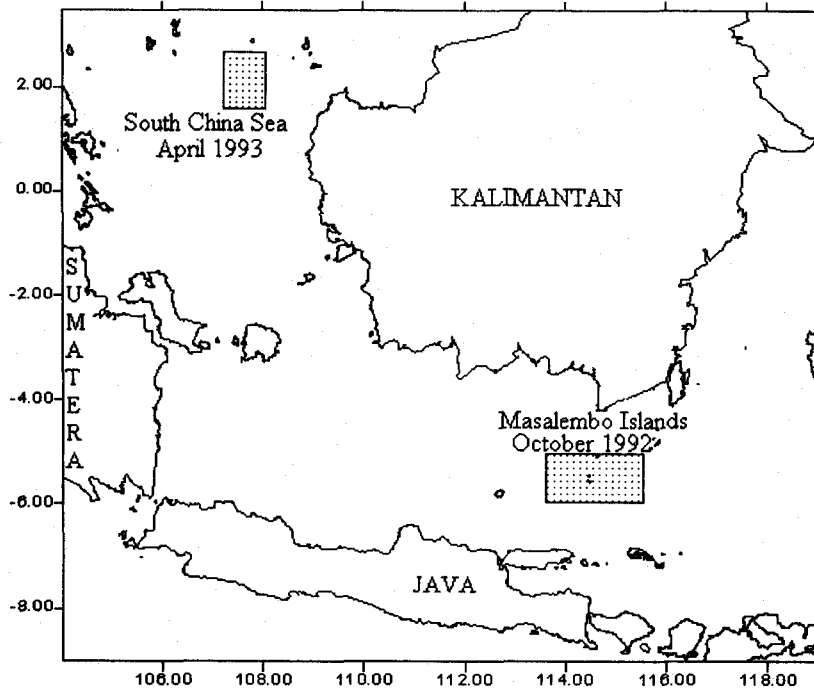 2.00
South China Sea
April 1993
0.00
KALIMANTAN
-2.00
SUMATERA
-4.00
Masalembo Islands
October 1992
-6.00
JAVA
-8.00
106.00 108.00 110.00 112.00 114.00 116.00 118.00